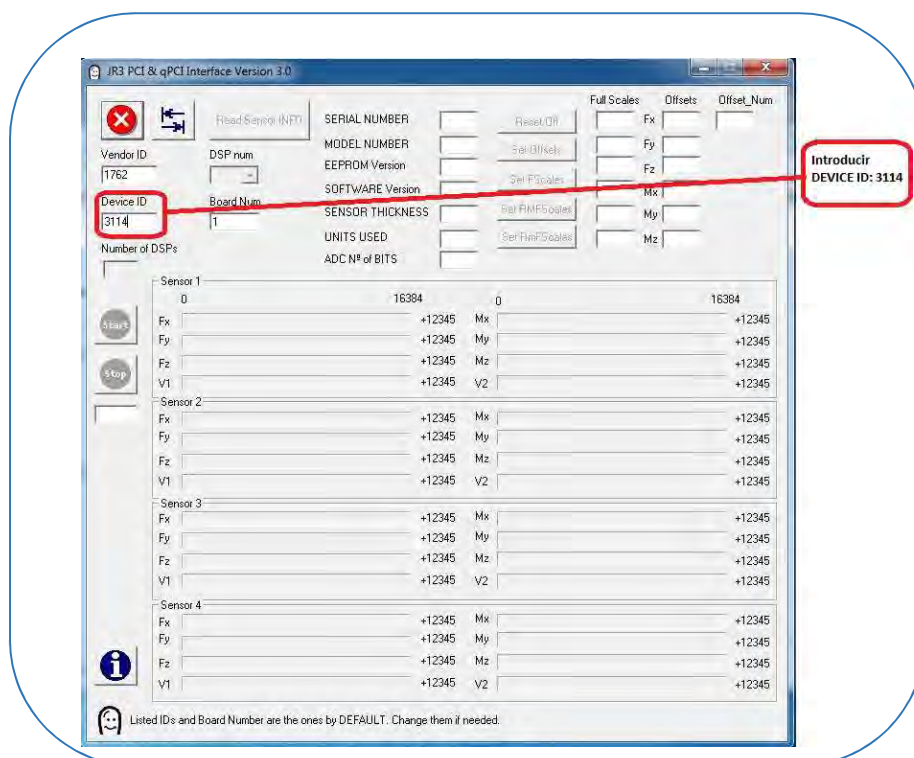 JR3 PCI & qPCI Interface Version 3.0
Full Scales Offsets Offset_Num
Read Sensor INFO SERIAL NUMBER Reset Off Fx
MODEL NUMBER Set Offsets Fy
Vendor ID DSP num
1762
EEPROM Version Set FScales Fz
SOFTWARE Version Mx
Device ID Board Num
3114 1
SENSOR THICKNESS My
UNITS USED Mz
Number of DSPs
ADC Nº of BITS
Introducir
DEVICE ID: 3114
Sensor 1
0 16384 0 16384
Start
Fx +12345 Mx +12345
Fy +12345 My +12345
Fz +12345 Mz +12345
Stop
V1 +12345 V2 +12345
Sensor 2
Fx +12345 Mx +12345
Fy +12345 My +12345
Fz +12345 Mz +12345
V1 +12345 V2 +12345
Sensor 3
Fx +12345 Mx +12345
Fy +12345 My +12345
Fz +12345 Mz +12345
V1 +12345 V2 +12345
Sensor 4
Fx +12345 Mx +12345
Fy +12345 My +12345
Fz +12345 Mz +12345
V1 +12345 V2 +12345
Listed IDs and Board Number are the ones by DEFAULT. Change them if needed.